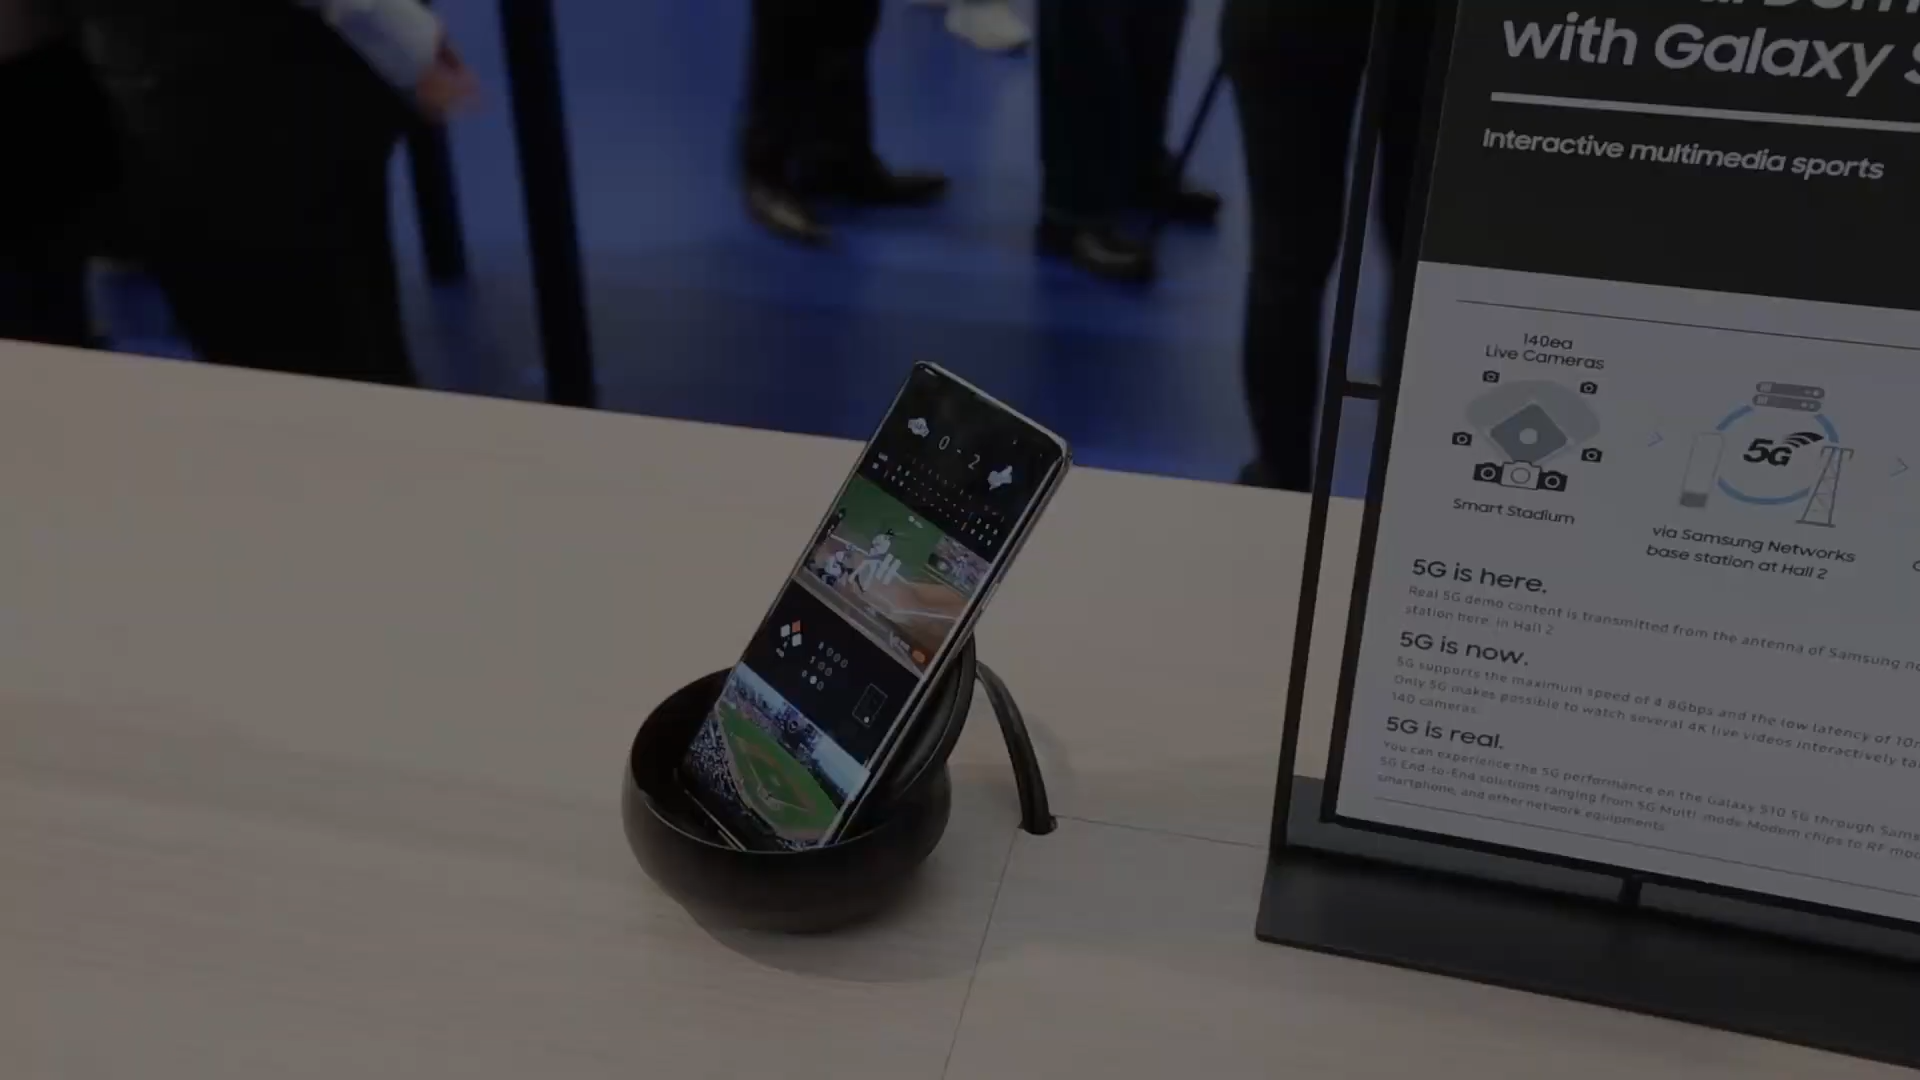 with Galaxy
Interactive multimedia sports
140ea
Live Cameras
Smart Stadium
5G
via Samsung Networks
base station at Hall 2
5G is here.
Real 5G demo content is transmitted from the antenna of Samsung
station here, in Hall 2
5G is now.
5G supports the maximum speed of 4.8Gbps and the low latency of
Only 5G makes possible to watch several 4K live videos interactively
140 cameras.
5G is real.
You can experience the 5G performance on the Galaxy S10 5G through
5G End-to-End solutions ranging from 5G Multi-mode Modem chips to RF
smartphone, and other network equipments.
0 - 2